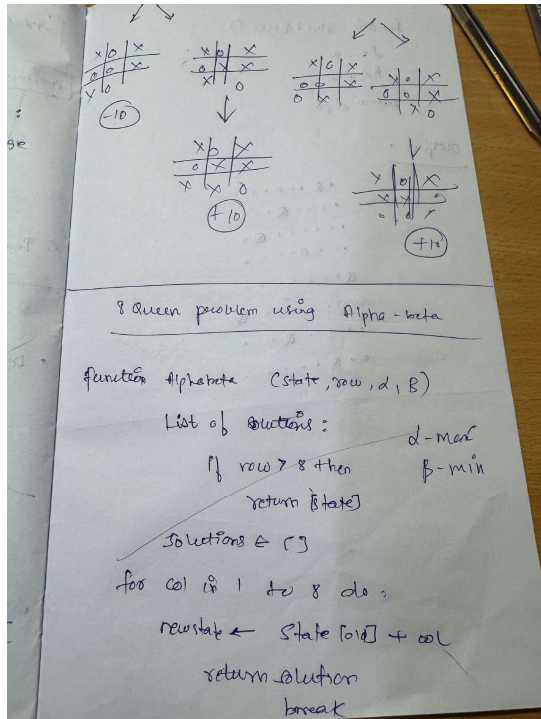 x o x
o o x
x o
-10
x o x
o x x
x o
x o x
o x x
x x o
+10
x o x
o o x
o x
x o x
o o x
x o
x o x
x x o
+10
ge
8 Queen problem using Alpha-beta
function Alphabeta (state, row, α, β)
List of solutions:
α-max
if row > 8 then
β-min
return [state]
Solutions ← []
for col in 1 to 8 do:
newstate ← State [old] + col
return solution
break